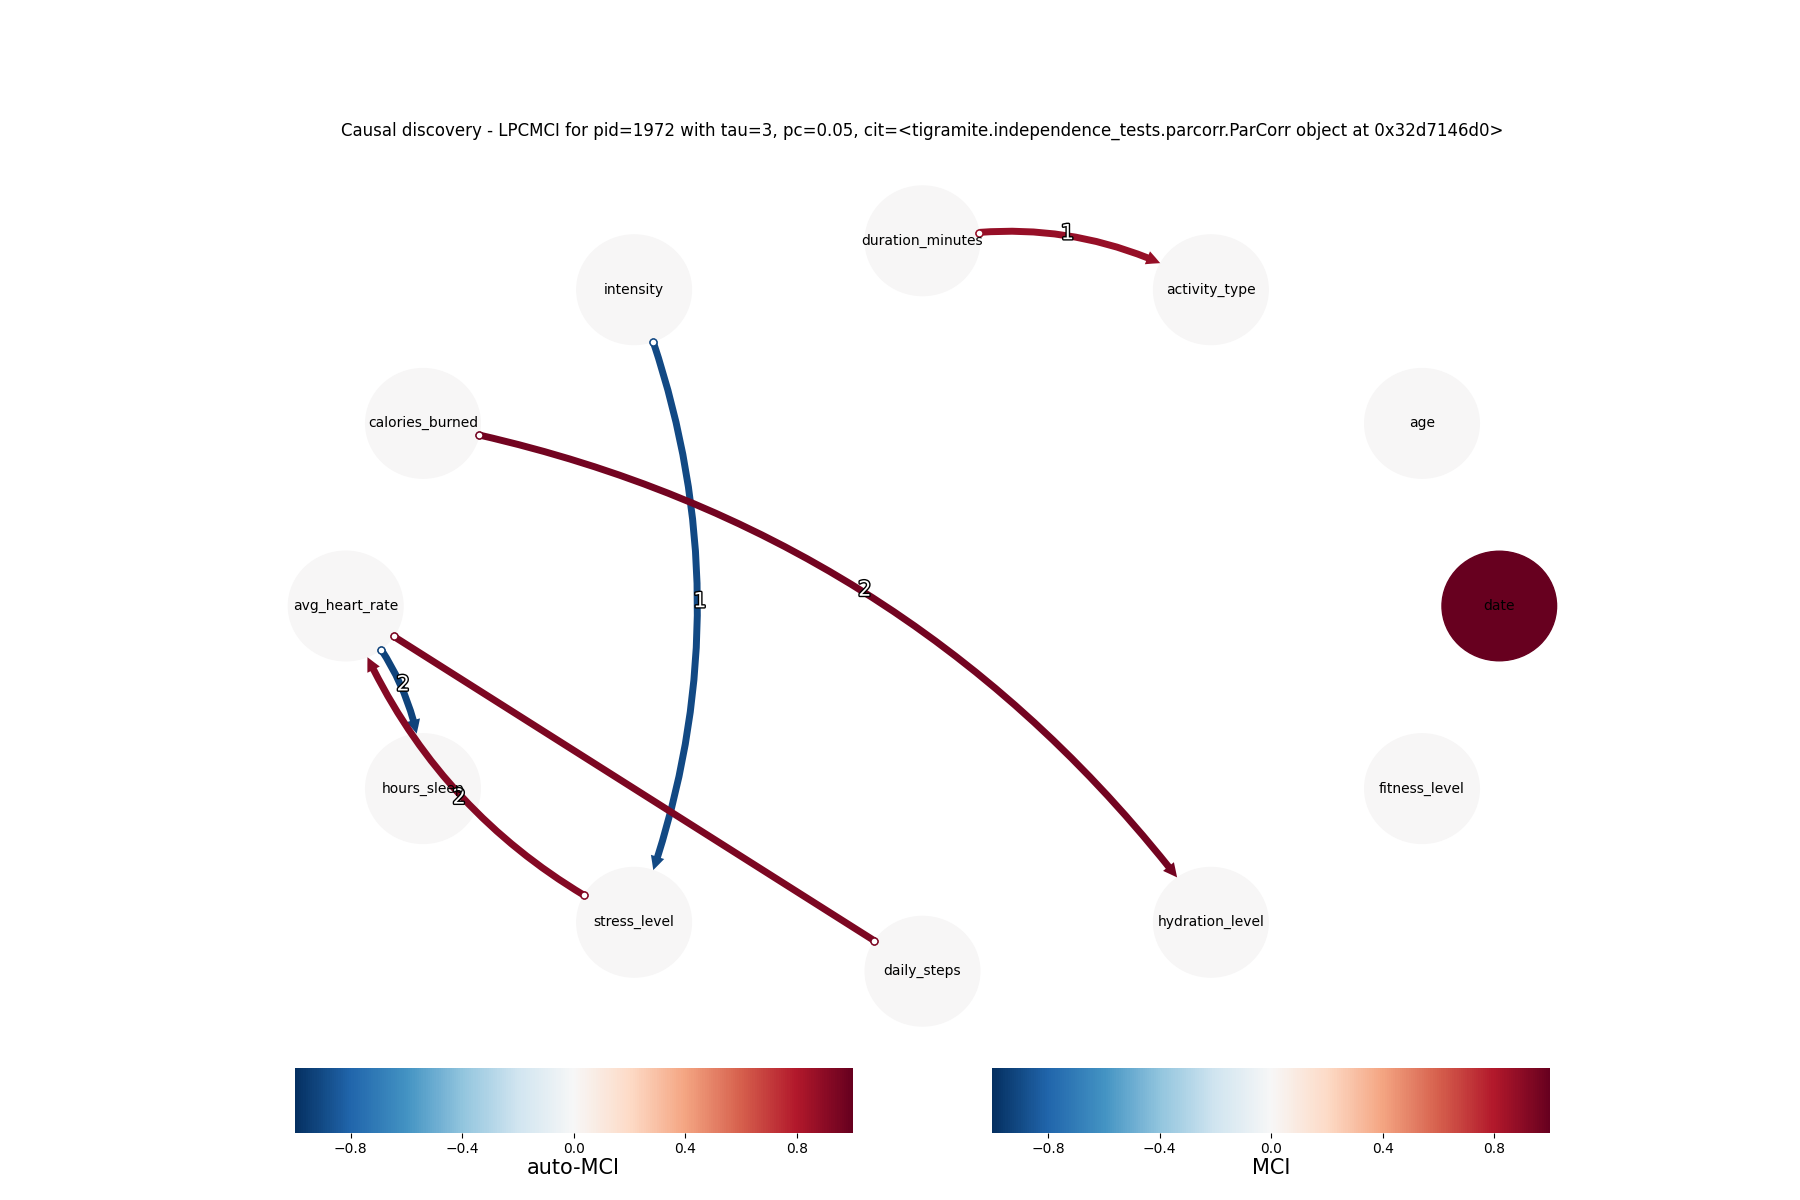 Causal discovery - LPCMCI for pid=1972 with tau=3, pc=0.05, cit=<tigramite.independence_tests.parcorr.ParCorr object at 0x32d7146d0>
duration_minutes
1
intensity
activity_type
calories_burned
age
2
1
avg_heart_rate
date
2
hours_sleep
2
fitness_level
stress_level
hydration_level
daily_steps
−0.8 −0.4 0.0 0.4 0.8
auto-MCI
−0.8 −0.4 0.0 0.4 0.8
MCI